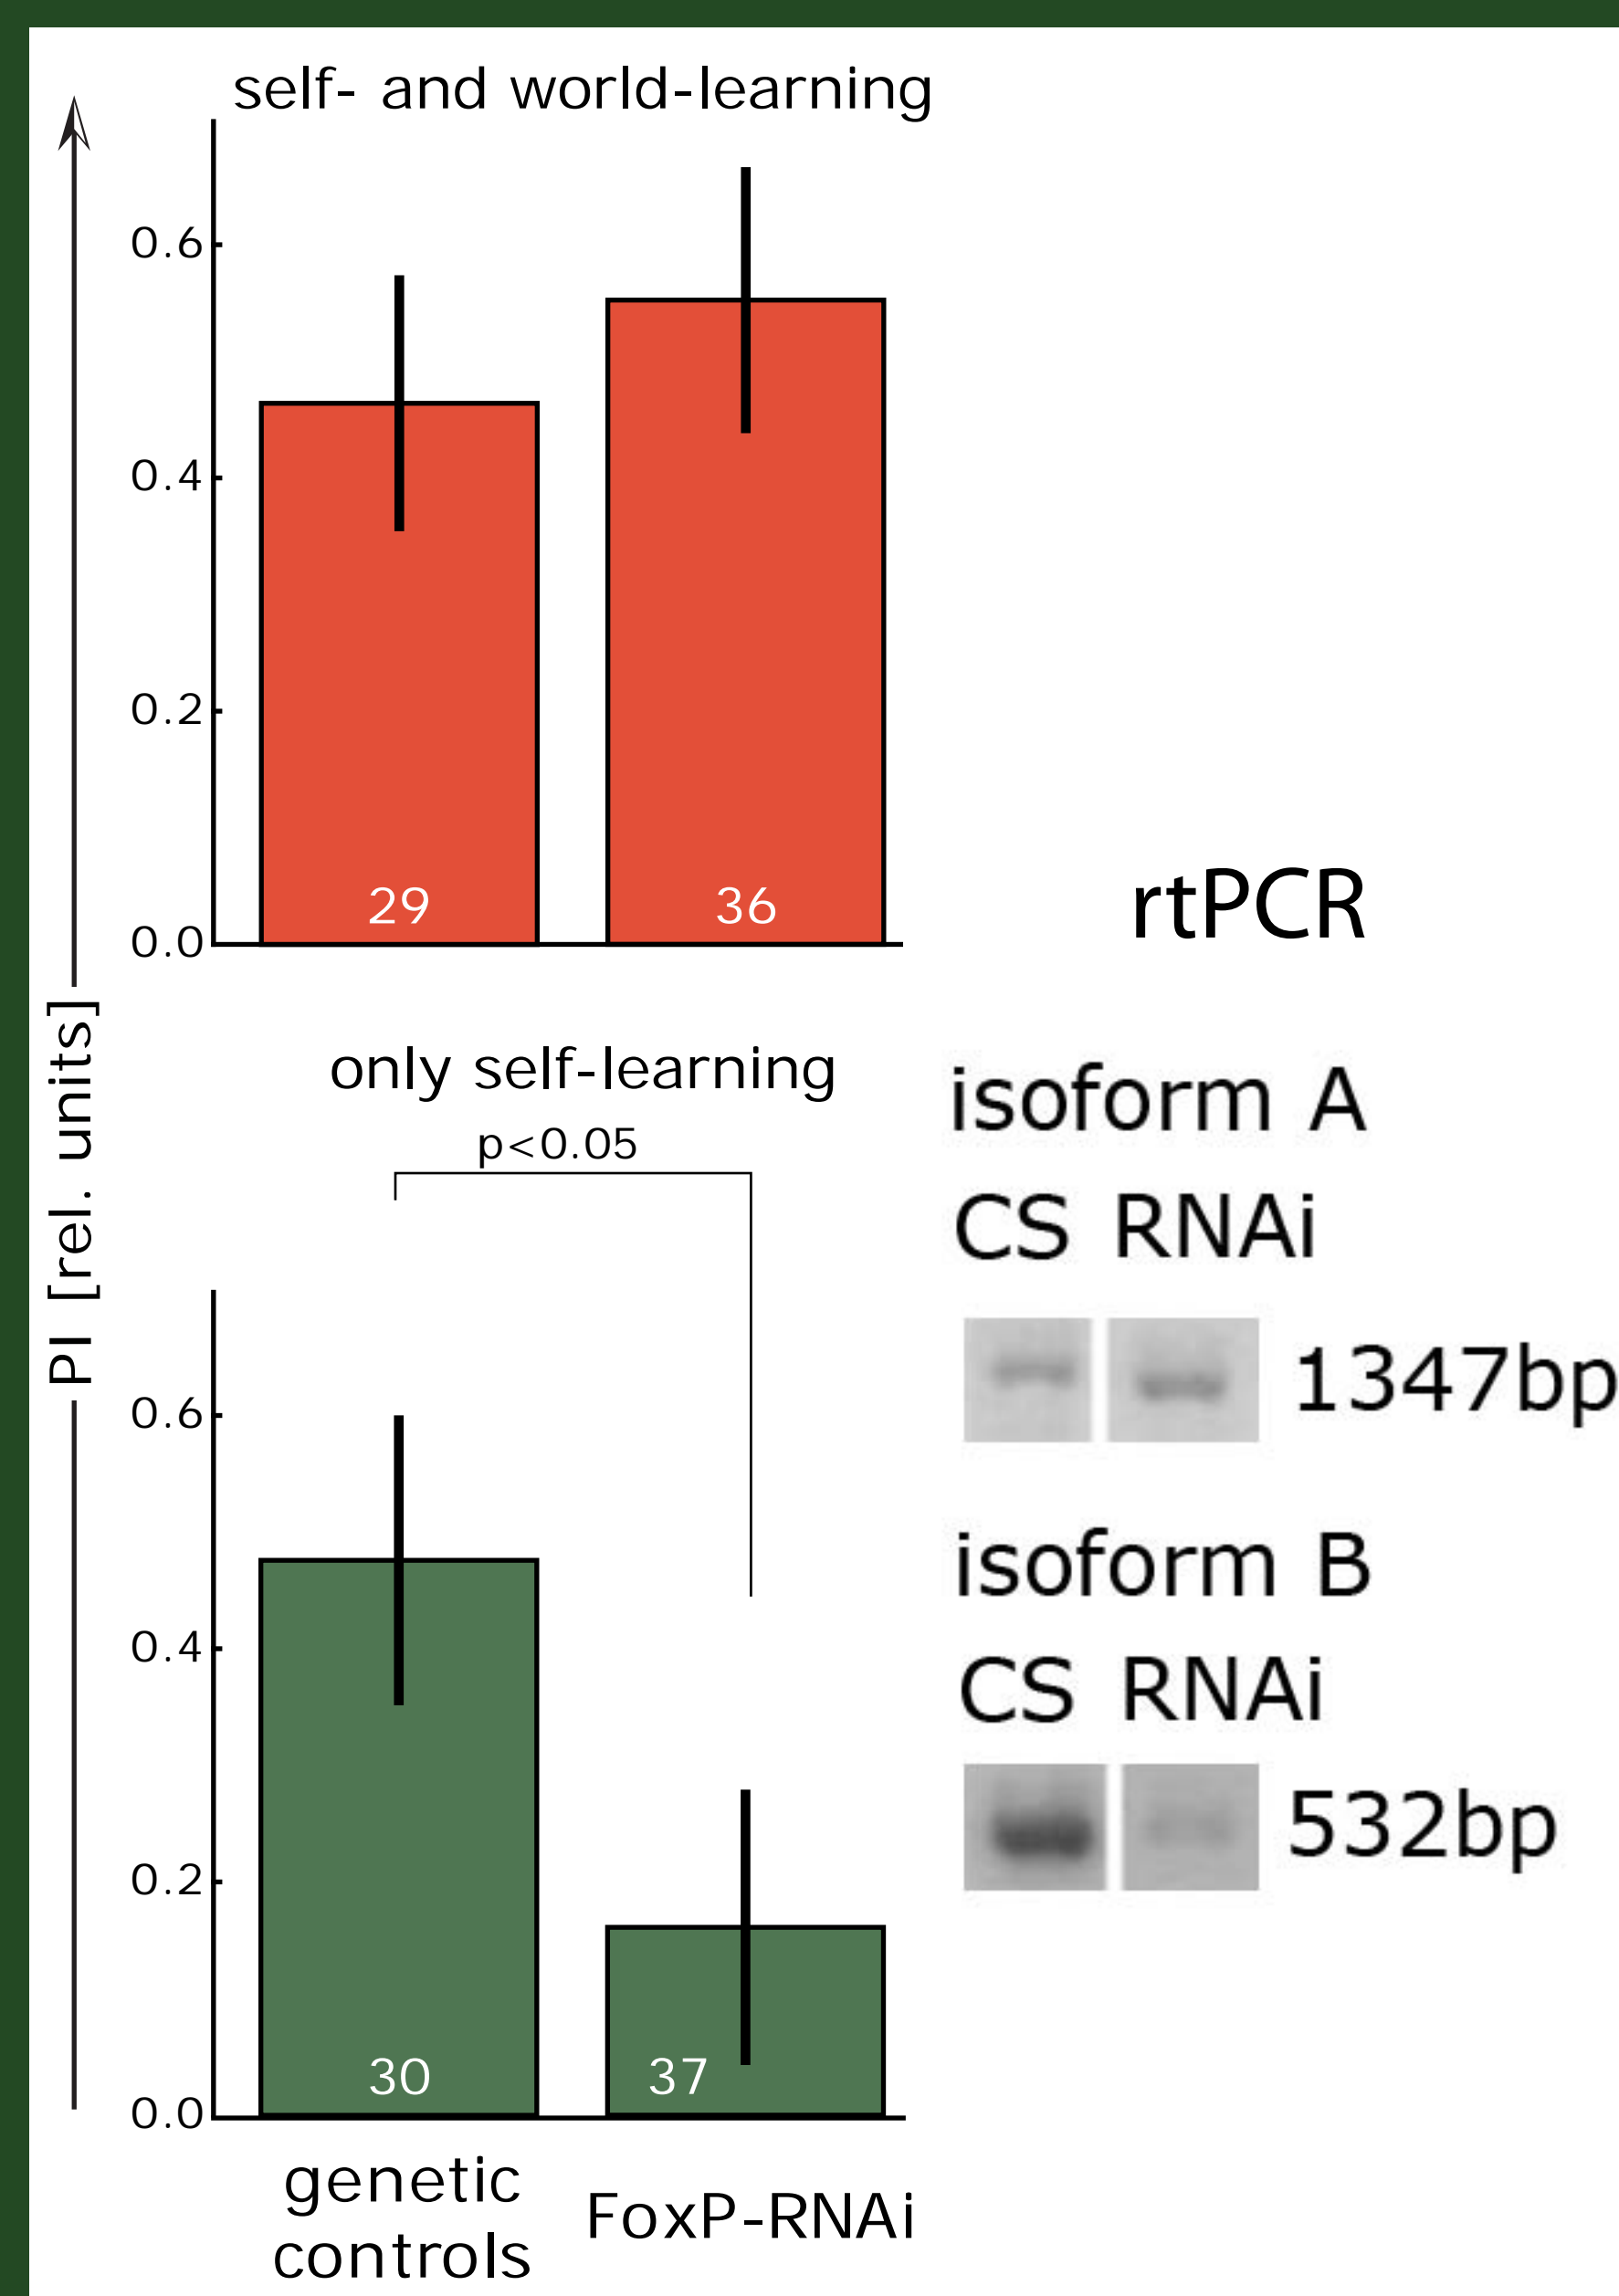 self- and world-learning
0.6
0.4
0.2
0.0
29
36
PI [rel. units]
only self-learning
p<0.05
0.6
0.4
0.2
0.0
30
37
genetic
controls
FoxP-RNAi
rtPCR
isoform A
CS RNAi
1347bp
isoform B
CS RNAi
532bp